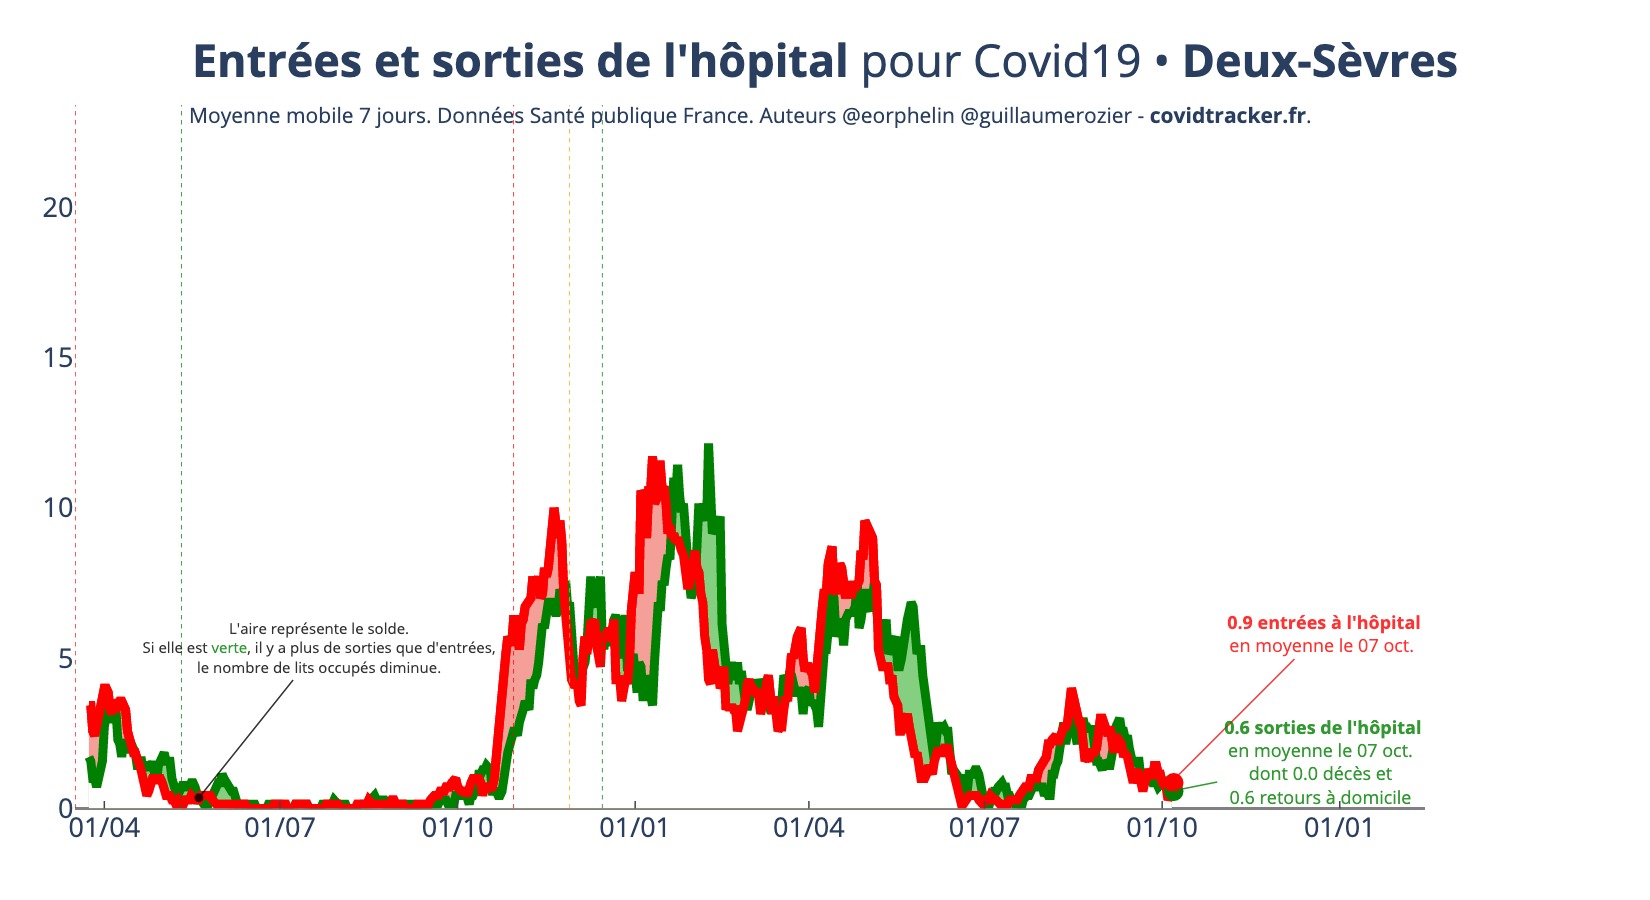 Entrées et sorties de l'hôpital pour Covid19 • Deux-Sèvres
Moyenne mobile 7 jours. Données Santé publique France. Auteurs @eorphelin @guillaumerozier - covidtracker.fr.
20
15
10
5
0
L'aire représente le solde.
Si elle est verte, il y a plus de sorties que d'entrées,
le nombre de lits occupés diminue.
0.9 entrées à l'hôpital
en moyenne le 07 oct.
0.6 sorties de l'hôpital
en moyenne le 07 oct.
dont 0.0 décès et
0.6 retours à domicile
01/04 01/07 01/10 01/01 01/04 01/07 01/10 01/01